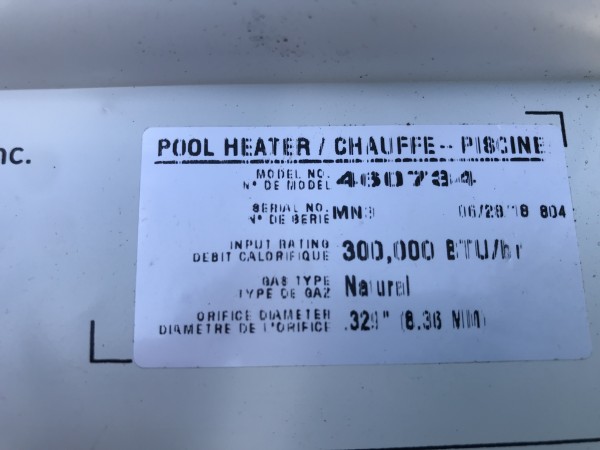 nc.
POOL HEATER / CHAUFFE-- PISCINE
MODEL NO.
N° DE MODEL 460734
SERIAL NO.
N° DE SERIE MN3 06/28/18 804
INPUT RATING
DEBIT CALORIFIQUE 300,000 BTU/hr
GAS TYPE
TYPE DE GAZ Natural
ORIFICE DIAMETER
DIAMETRE DE L'ORIFICE .329" (8.36 MM)